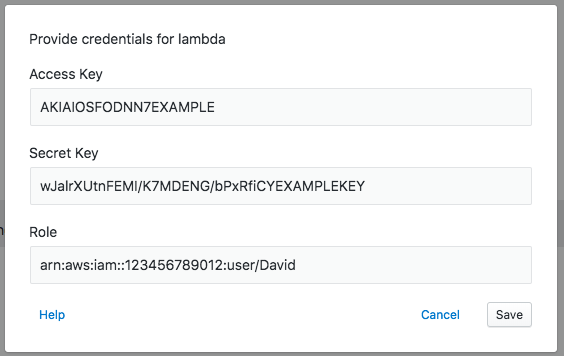 Provide credentials for lambda
Access Key
AKIAIOSFODNN7EXAMPLE
Secret Key
wJalrXUtnFEMI/K7MDENG/bPxRfiCYEXAMPLEKEY
Role
arn:aws:iam::123456789012:user/David
Help
Cancel
Save